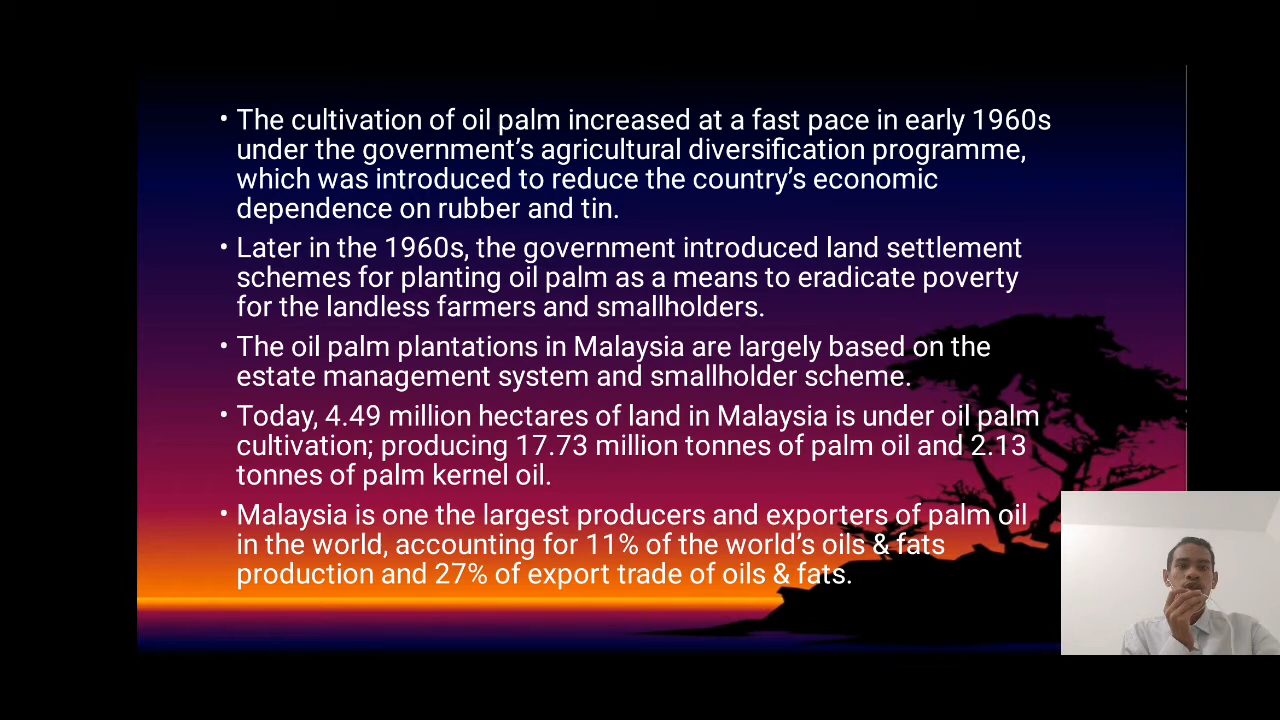 • The cultivation of oil palm increased at a fast pace in early 1960s
under the government’s agricultural diversification programme,
which was introduced to reduce the country’s economic
dependence on rubber and tin.
• Later in the 1960s, the government introduced land settlement
schemes for planting oil palm as a means to eradicate poverty
for the landless farmers and smallholders.
• The oil palm plantations in Malaysia are largely based on the
estate management system and smallholder scheme.
• Today, 4.49 million hectares of land in Malaysia is under oil palm
cultivation; producing 17.73 million tonnes of palm oil and 2.13
tonnes of palm kernel oil.
• Malaysia is one the largest producers and exporters of palm oil
in the world, accounting for 11% of the world’s oils & fats
production and 27% of export trade of oils & fats.